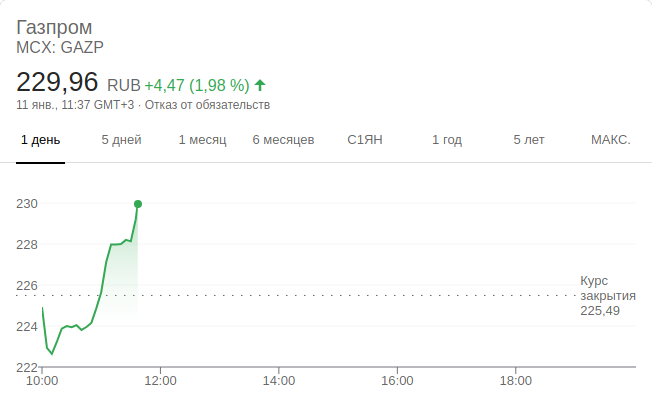 Газпром
MCX: GAZP
229,96 RUB +4,47 (1,98 %) ↑
11 янв., 11:37 GMT+3 · Отказ от обязательств
1 день 5 дней 1 месяц 6 месяцев С1ЯН 1 год 5 лет МАКС.
230
228
226
224
222
Курс
закрытия
225,49
10:00 12:00 14:00 16:00 18:00